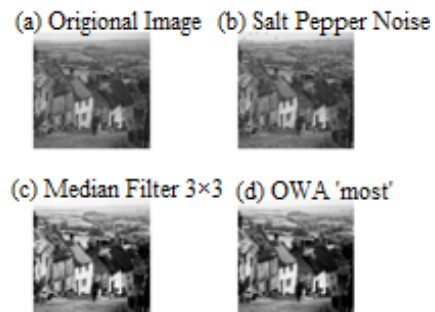 (a) Origional Image
(b) Salt Pepper Noise
(c) Median Filter 3×3
(d) OWA 'most'